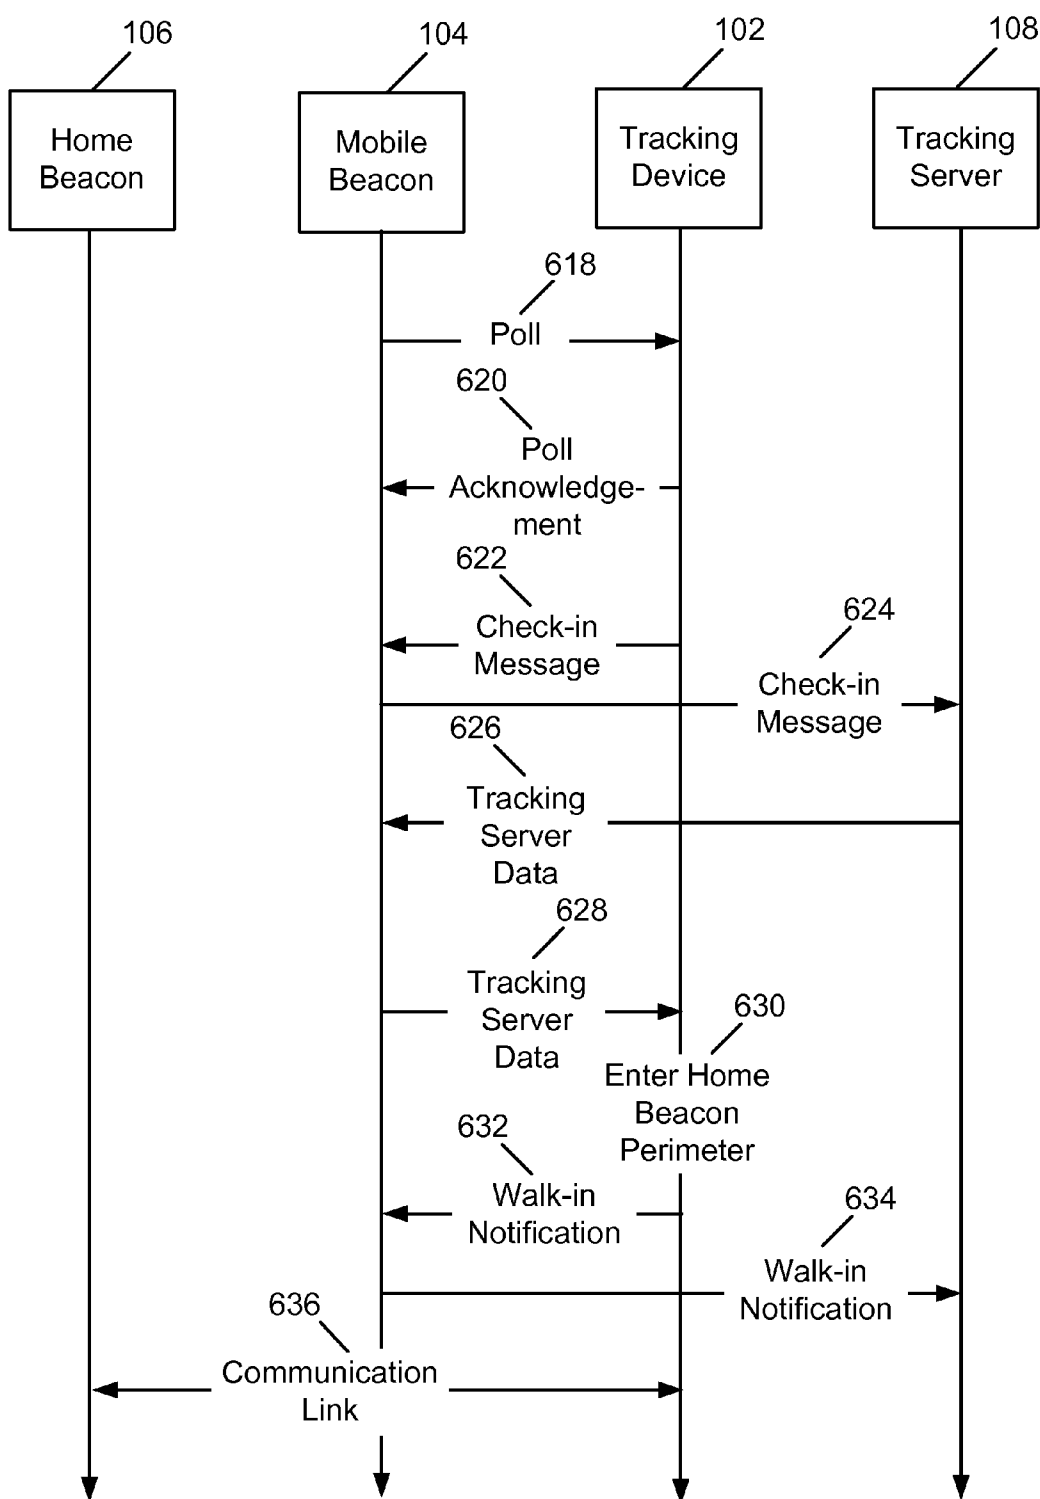 106
104
102
108
Home
Beacon
Mobile
Beacon
Tracking
Device
Tracking
Server
618
Poll
620
Poll
Acknowledge-
ment
622
Check-in
Message
624
Check-in
Message
626
Tracking
Server
Data
628
Tracking
Server
Data
630
Enter Home
Beacon
Perimeter
632
Walk-in
Notification
634
Walk-in
Notification
636
Communication
Link